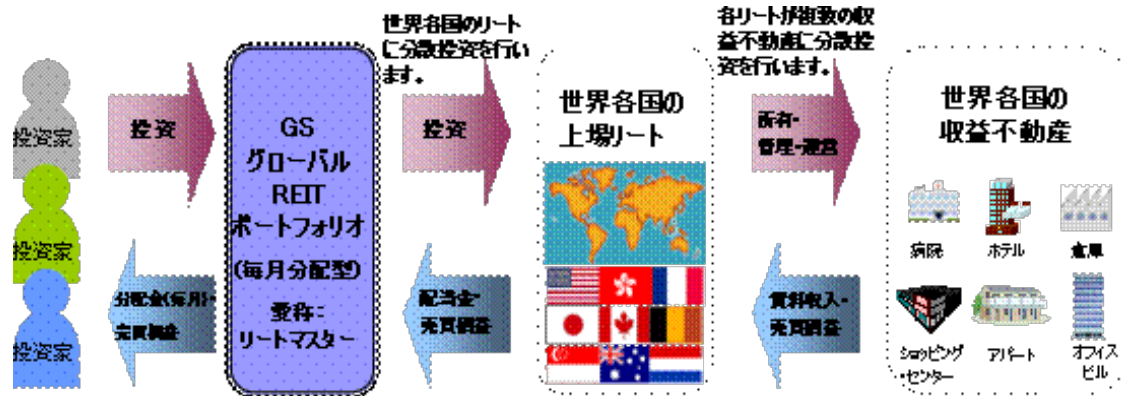 世界各国のリート
に分散投資を行い
ます。
各リートが複数の収
益不動産に分散投
資を行います。
投資家
投資家
投資家
投資
分配金(毎月)・
売買損益
GS
グローバル
REIT
ポートフォリオ
(毎月分配型)
愛称:
リートマスター
投資
配当金・
売買損益
世界各国の
上場リート
所有・
管理・運営
賃料収入・
売買損益
世界各国の
収益不動産
病院
ホテル
倉庫
ショッピング
・センター
アパート
オフィス
ビル